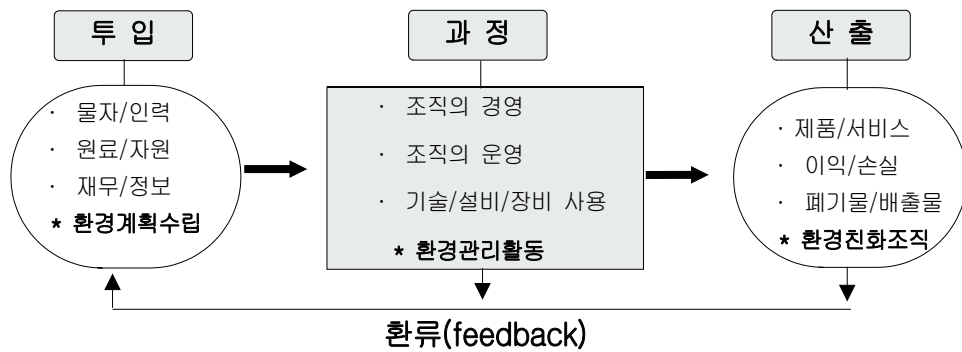 투 입
과 정
산 출
· 물자/인력
· 원료/자원
· 재무/정보
* 환경계획수립
· 조직의 경영
· 조직의 운영
· 기술/설비/장비 사용
* 환경관리활동
· 제품/서비스
· 이익/손실
· 폐기물/배출물
* 환경친화조직
환류(feedback)